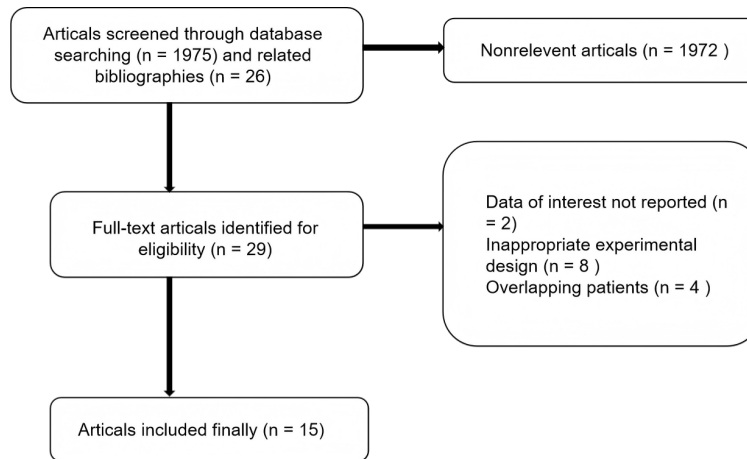 Articals screened through database
searching (n = 1975) and related
bibliographies (n = 26)
Nonrelevent articals (n = 1972 )
Full-text articals identified for
eligibility (n = 29)
Data of interest not reported (n
= 2)
Inappropriate experimental
design (n = 8 )
Overlapping patients (n = 4 )
Articals included finally (n = 15)